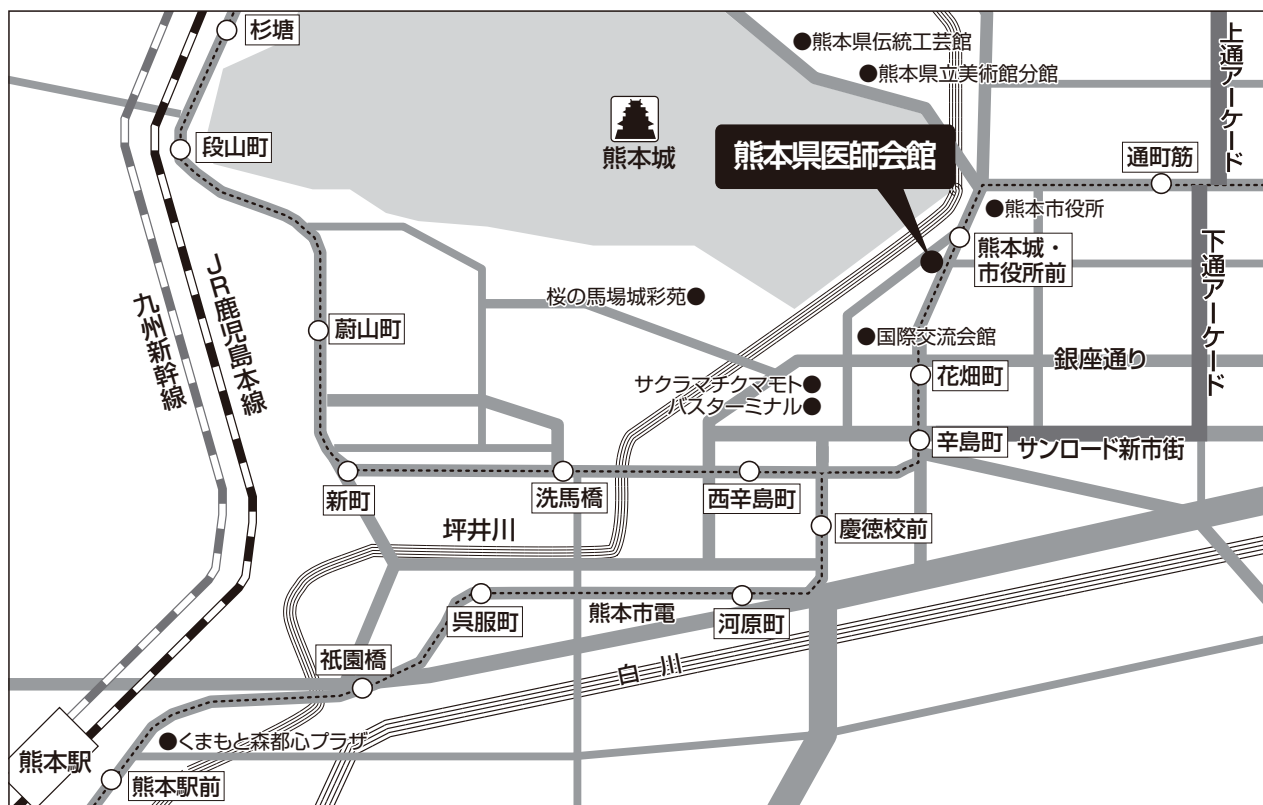 杉塘
熊本県伝統工芸館
熊本県立美術館分館
上通アーケード
段山町
熊本城
熊本県医師会館
通町筋
熊本市役所
熊本城・
市役所前
下通アーケード
JR鹿児島本線
九州新幹線
桜の馬場城彩苑
蔚山町
国際交流会館
銀座通り
サクラマチクマモト
バスターミナル
花畑町
辛島町
サンロード新市街
新町
洗馬橋
西辛島町
坪井川
慶徳校前
呉服町
熊本市電
河原町
祇園橋
白川
くまもと森都心プラザ
熊本駅
熊本駅前